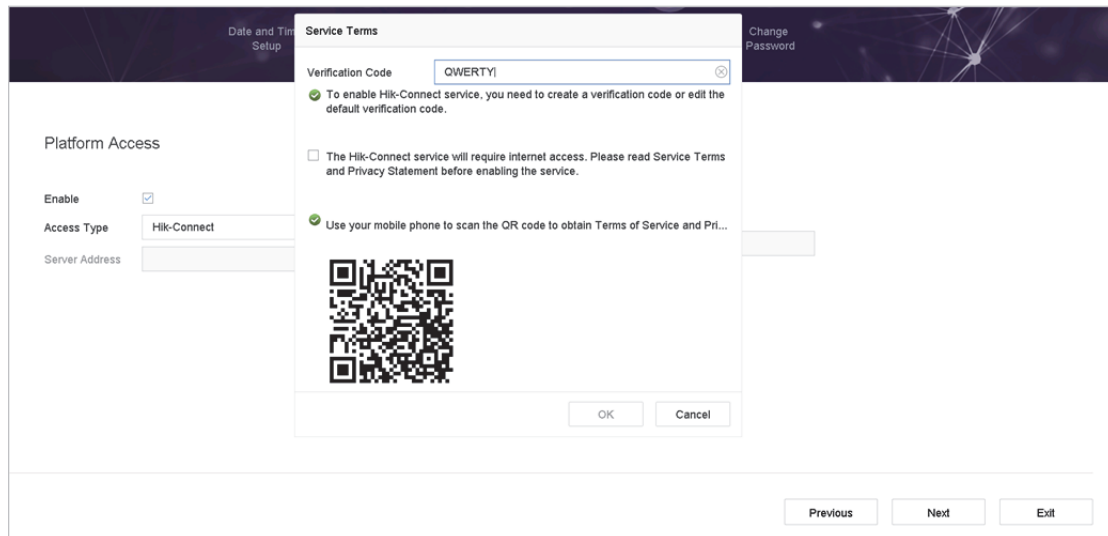 Date and Tim
Setup
Service Terms
Change
Password
Verification Code
QWERTY
To enable Hik-Connect service, you need to create a verification code or edit the
default verification code.
Platform Access
The Hik-Connect service will require internet access. Please read Service Terms
and Privacy Statement before enabling the service.
Enable
Access Type
Hik-Connect
Use your mobile phone to scan the QR code to obtain Terms of Service and Pri...
Server Address
OK
Cancel
Previous
Next
Exit